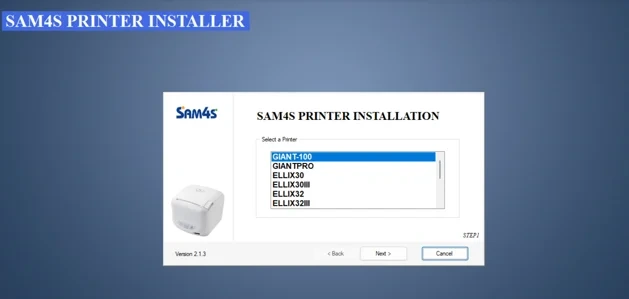 SAM4S PRINTER INSTALLER
SAM4S
SAM4S PRINTER INSTALLATION
Select a Printer
GIANT-100
GIANTPRO
ELLIX30
ELLIX30III
ELLIX32
ELLIX32III
STEP1
Version 2.1.3
< Back
Next >
Cancel